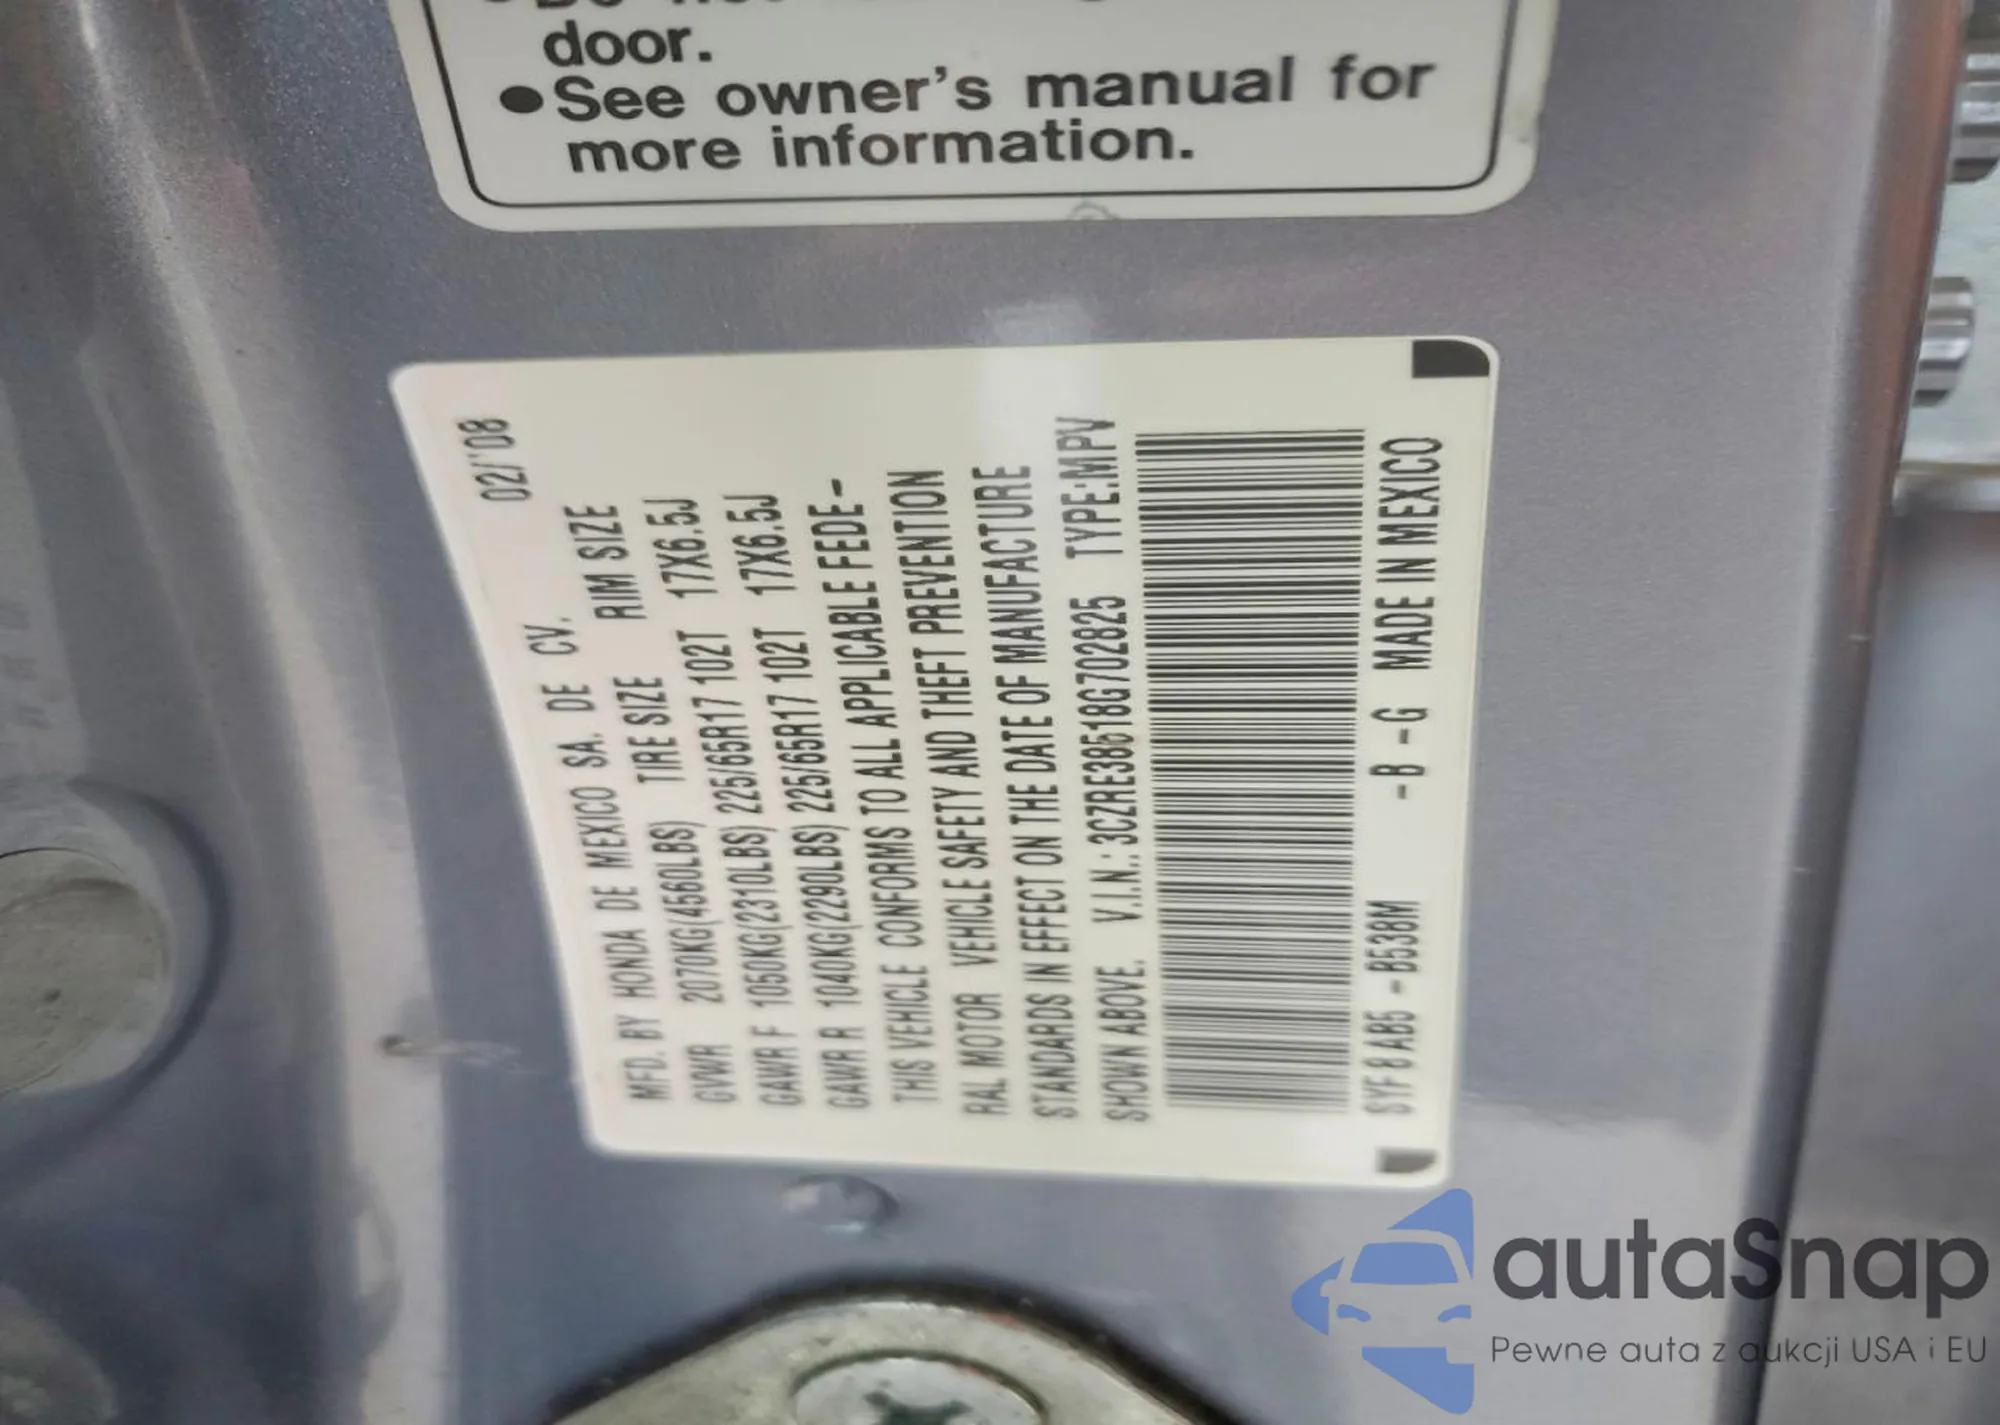 door.
● See owner's manual for
more information.
02/'08
MFD. BY HONDA DE MEXICO SA. DE CV.
TIRE SIZE RIM SIZE
GVWR 2070KG(4560LBS)
GAWR F 1050KG(2310LBS) 225/65R17 102T 17X6.5J
GAWR R 1040KG(2290LBS) 225/65R17 102T 17X6.5J
THIS VEHICLE CONFORMS TO ALL APPLICABLE FEDE-
RAL MOTOR VEHICLE SAFETY AND THEFT PREVENTION
STANDARDS IN EFFECT ON THE DATE OF MANUFACTURE
SHOWN ABOVE. V.I.N.: 3CZRE38518G702825 TYPE:MPV
SYF8AB5 -B538M -B -G MADE IN MEXICO
autaSnap
Pewne auta z aukcji USA i EU